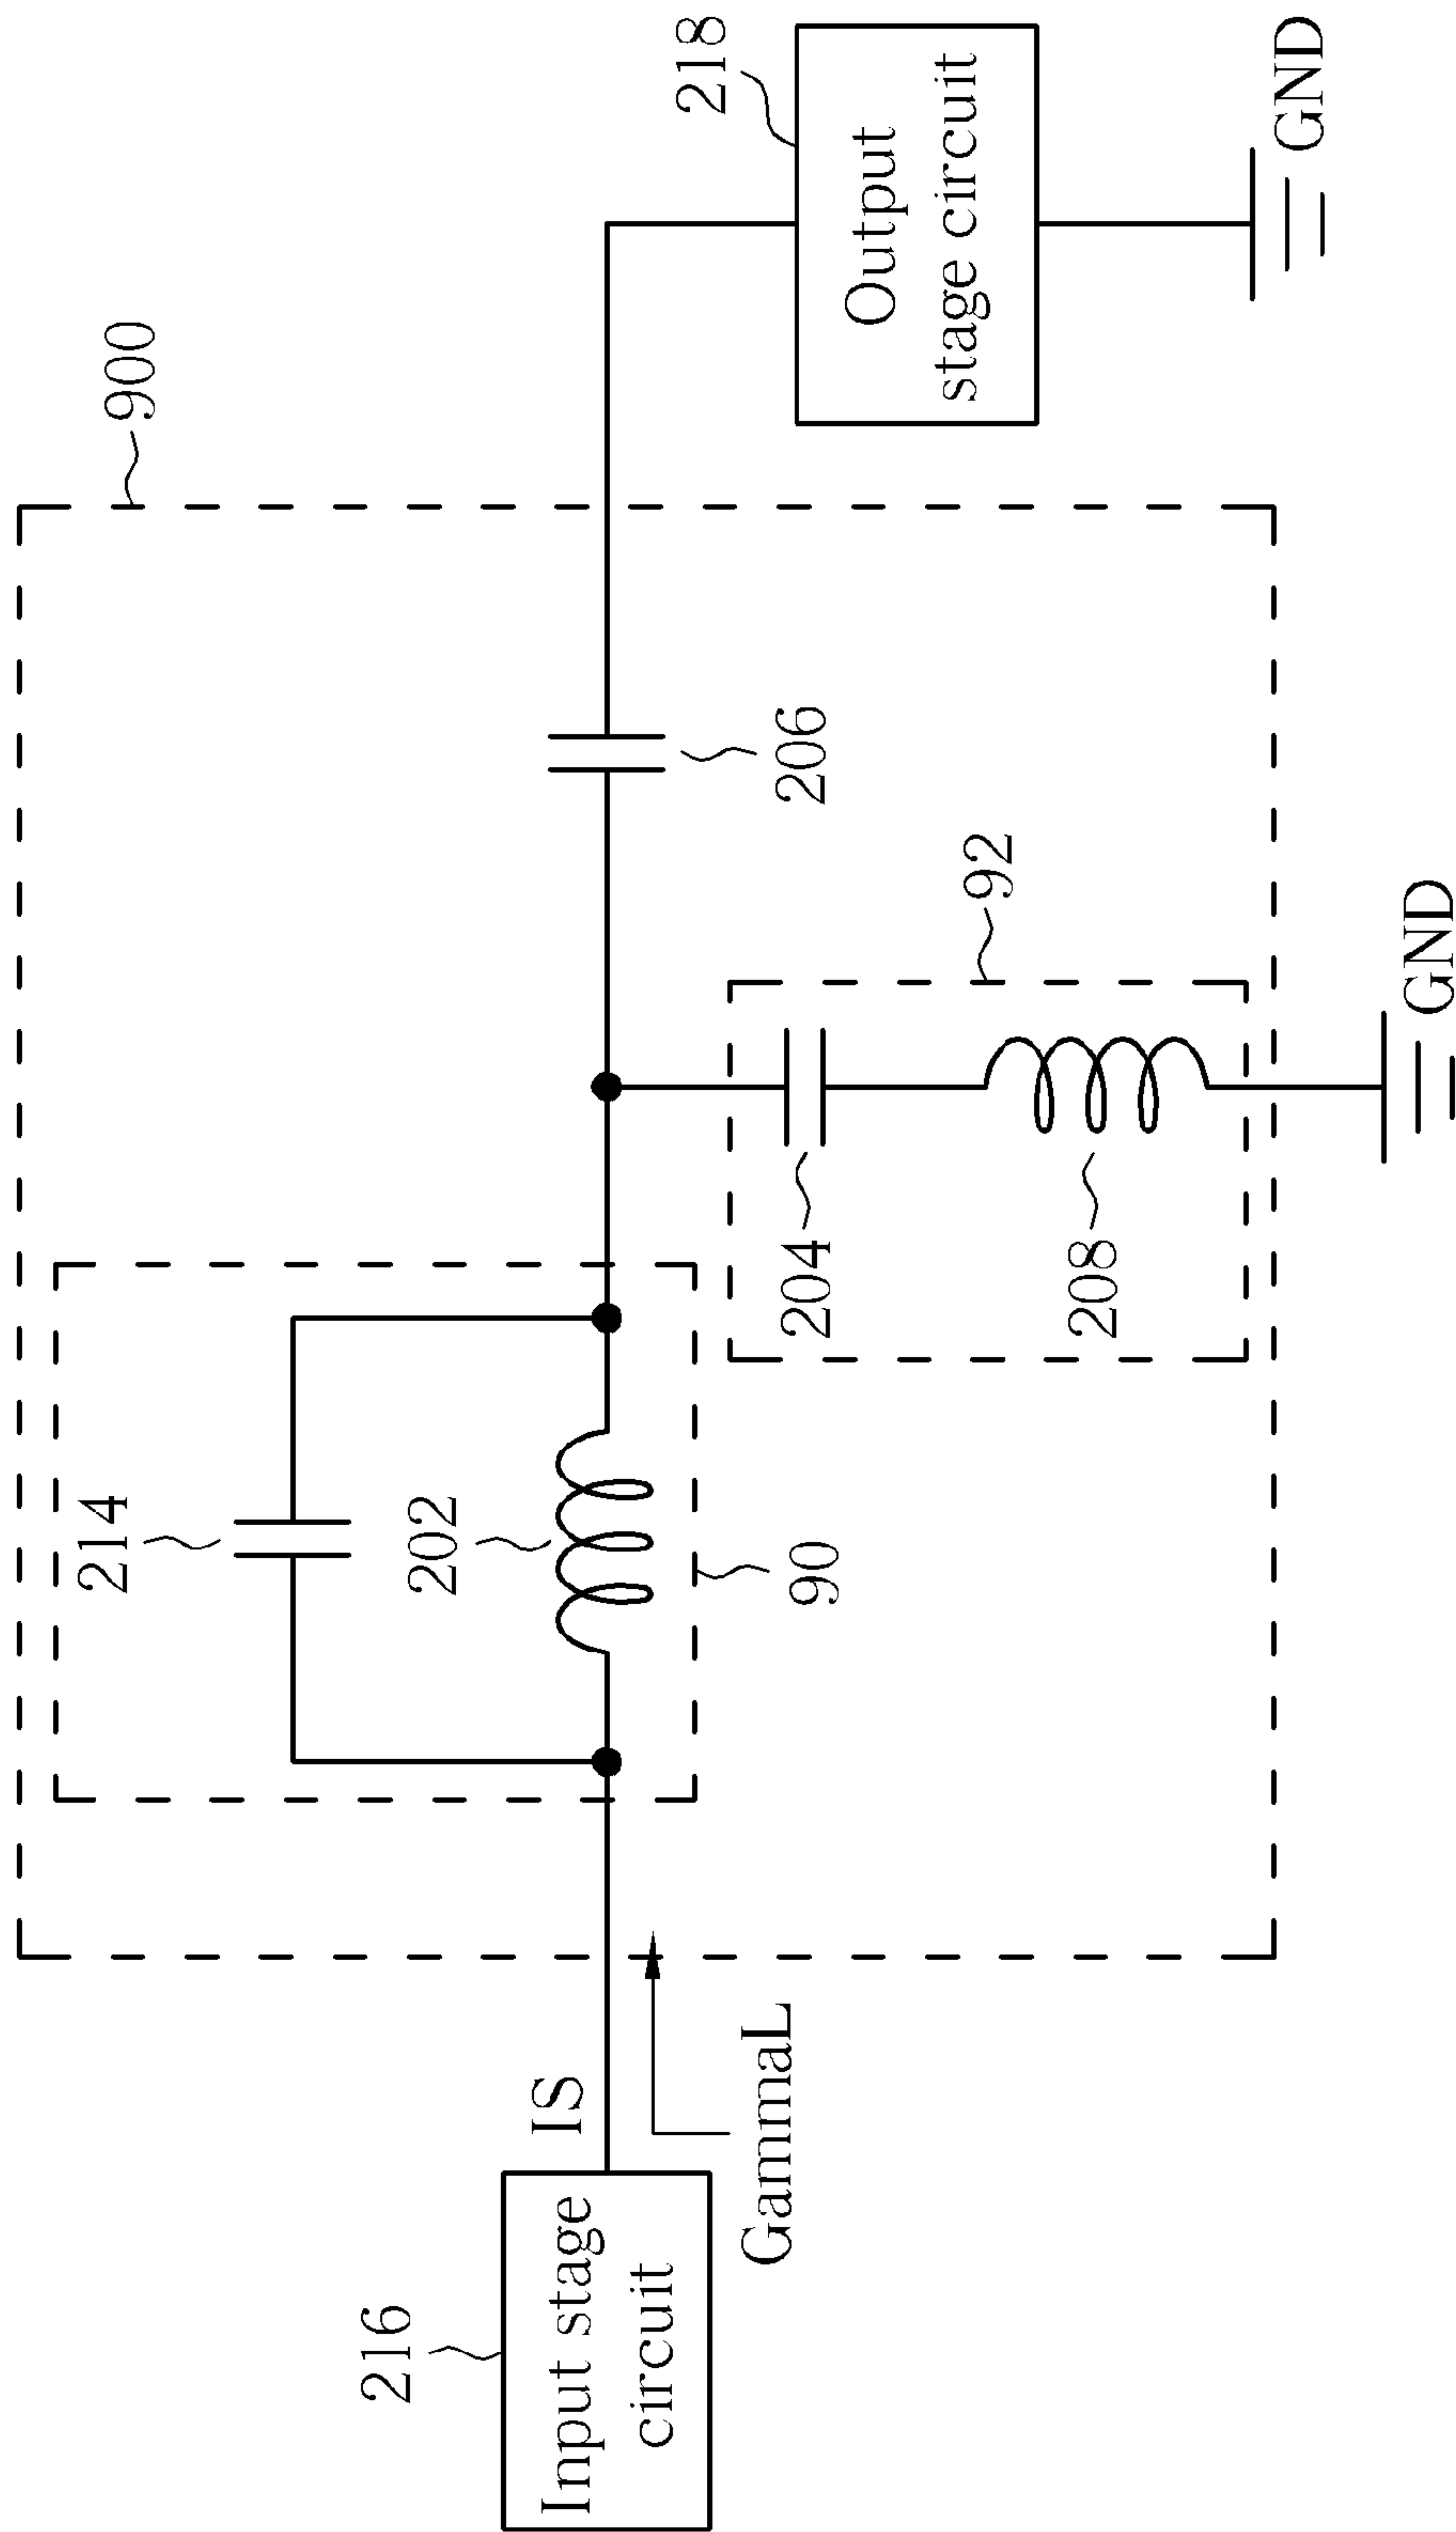 900
214
202
90
206
218
Output
stage circuit
GND
216
Input stage
circuit
IS
GammaL
204
208
92
GND